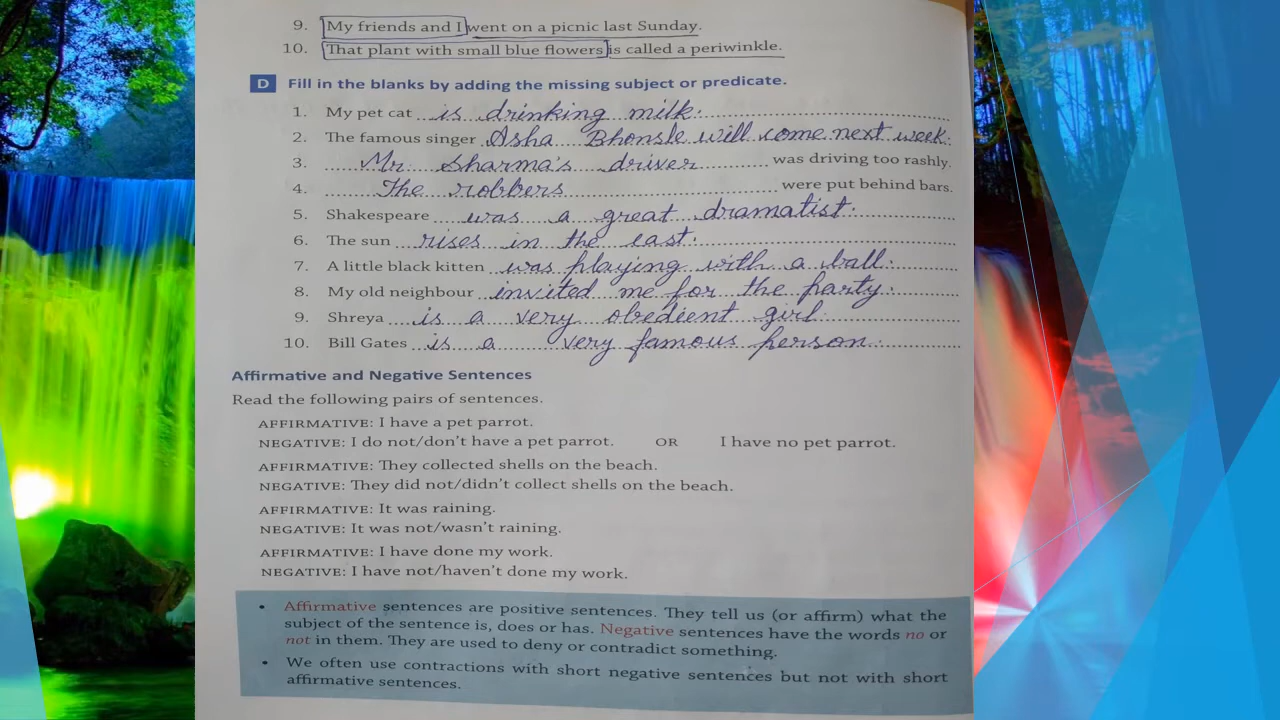 9. My friends and I went on a picnic last Sunday.
10. That plant with small blue flowers is called a periwinkle.
D Fill in the blanks by adding the missing subject or predicate.
1. My pet cat is drinking milk.
2. The famous singer Asha Bhonsle will come next week.
3. Mr. Sharma's driver was driving too rashly.
4. The robbers were put behind bars.
5. Shakespeare was a great dramatist.
6. The sun rises in the east.
7. A little black kitten was playing with a ball.
8. My old neighbour invited me for the party.
9. Shreya is a very obedient girl.
10. Bill Gates is a very famous person.
Affirmative and Negative Sentences
Read the following pairs of sentences.
AFFIRMATIVE: I have a pet parrot.
NEGATIVE: I do not/don't have a pet parrot. OR I have no pet parrot.
AFFIRMATIVE: They collected shells on the beach.
NEGATIVE: They did not/didn't collect shells on the beach.
AFFIRMATIVE: It was raining.
NEGATIVE: It was not/wasn't raining.
AFFIRMATIVE: I have done my work.
NEGATIVE: I have not/haven't done my work.
• Affirmative sentences are positive sentences. They tell us (or affirm) what the
subject of the sentence is, does or has. Negative sentences have the words no or
not in them. They are used to deny or contradict something.
• We often use contractions with short negative sentences but not with short
affirmative sentences.